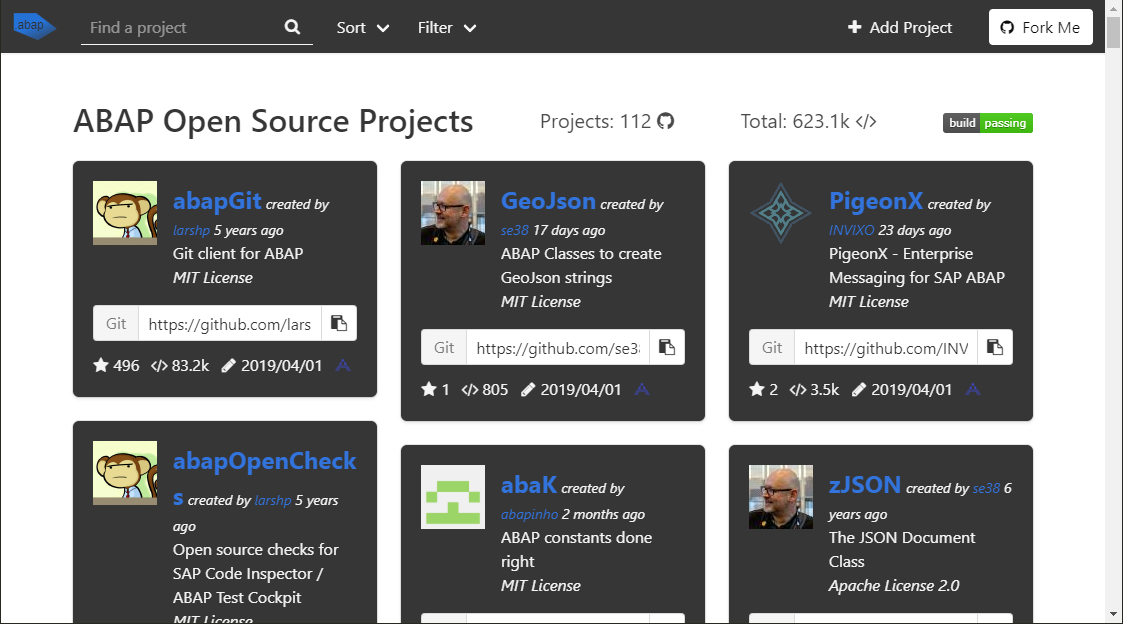 abap
Find a project
Sort
Filter
Add Project
Fork Me
ABAP Open Source Projects
Projects: 112
Total: 623.1k </>
build passing
abapGit created by
larshp 5 years ago
Git client for ABAP
MIT License
Git https://github.com/lars
496 </> 83.2k 2019/04/01
GeoJson created by
se38 17 days ago
ABAP Classes to create
GeoJson strings
MIT License
Git https://github.com/se38
1 </> 805 2019/04/01
PigeonX created by
INVIXO 23 days ago
PigeonX - Enterprise
Messaging for SAP ABAP
MIT License
Git https://github.com/INV
2 </> 3.5k 2019/04/01
abapOpenCheck
s created by larshp 5 years
ago
Open source checks for
SAP Code Inspector /
ABAP Test Cockpit
MIT License
abaK created by
abapinho 2 months ago
ABAP constants done
right
MIT License
zJSON created by se38 6
years ago
The JSON Document
Class
Apache License 2.0